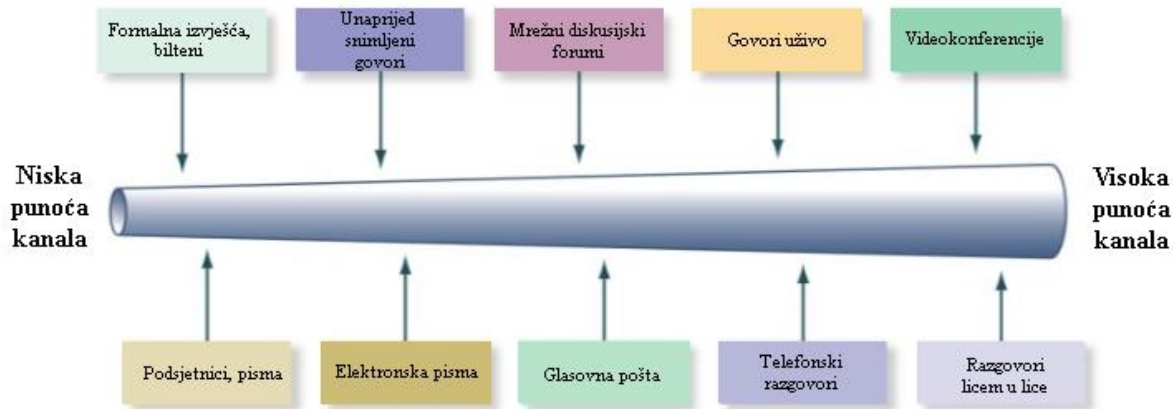 Formalna izvješća,
bilteni
Unaprijed
snimljeni
govori
Mrežni diskusijski
forumi
Govori uživo
Videokonferencije
Niska
punoća
kanala
Visoka
punoća
kanala
Podsjetnici, pisma
Elektronska pisma
Glasovna pošta
Telefonski
razgovori
Razgovori
licem u lice